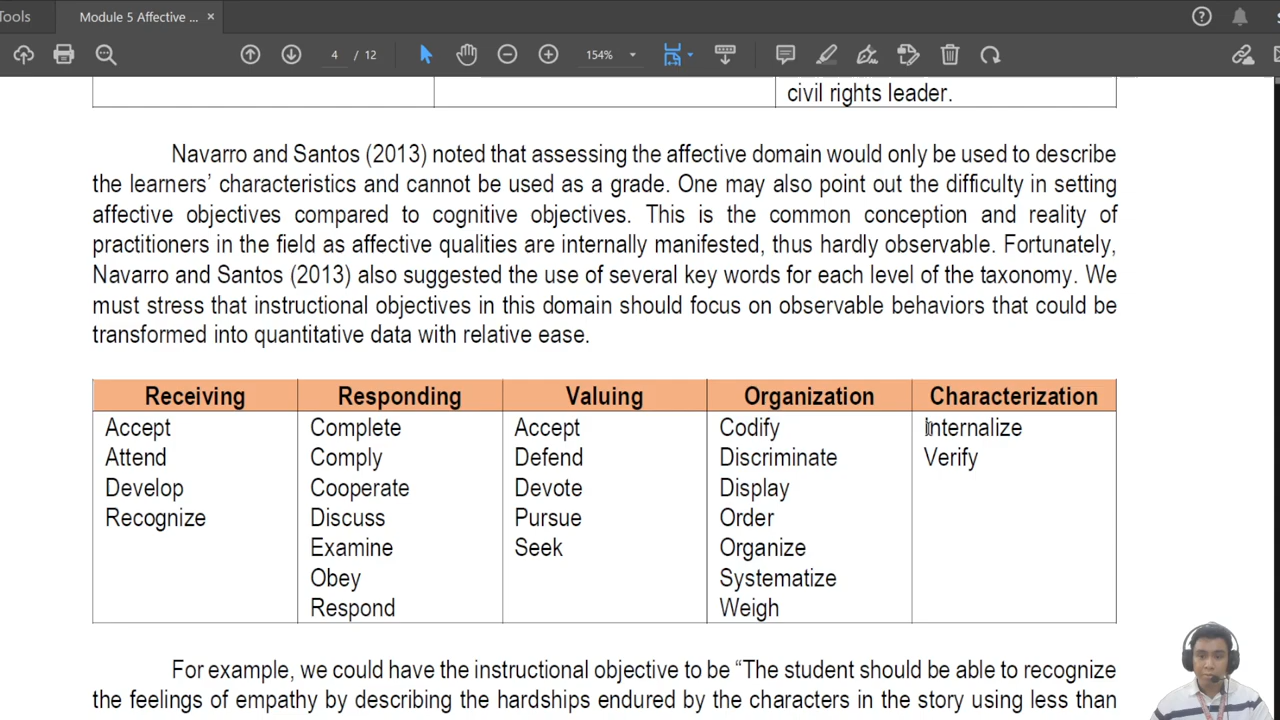 Tools
Module 5 Affective ... ×
4 / 12
154%
civil rights leader.
Navarro and Santos (2013) noted that assessing the affective domain would only be used to describe
the learners’ characteristics and cannot be used as a grade. One may also point out the difficulty in setting
affective objectives compared to cognitive objectives. This is the common conception and reality of
practitioners in the field as affective qualities are internally manifested, thus hardly observable. Fortunately,
Navarro and Santos (2013) also suggested the use of several key words for each level of the taxonomy. We
must stress that instructional objectives in this domain should focus on observable behaviors that could be
transformed into quantitative data with relative ease.
Receiving Responding Valuing Organization Characterization
Accept Complete Accept Codify Internalize
Attend Comply Defend Discriminate Verify
Develop Cooperate Devote Display
Recognize Discuss Pursue Order
Examine Seek Organize
Obey Systematize
Respond Weigh
For example, we could have the instructional objective to be “The student should be able to recognize
the feelings of empathy by describing the hardships endured by the characters in the story using less than